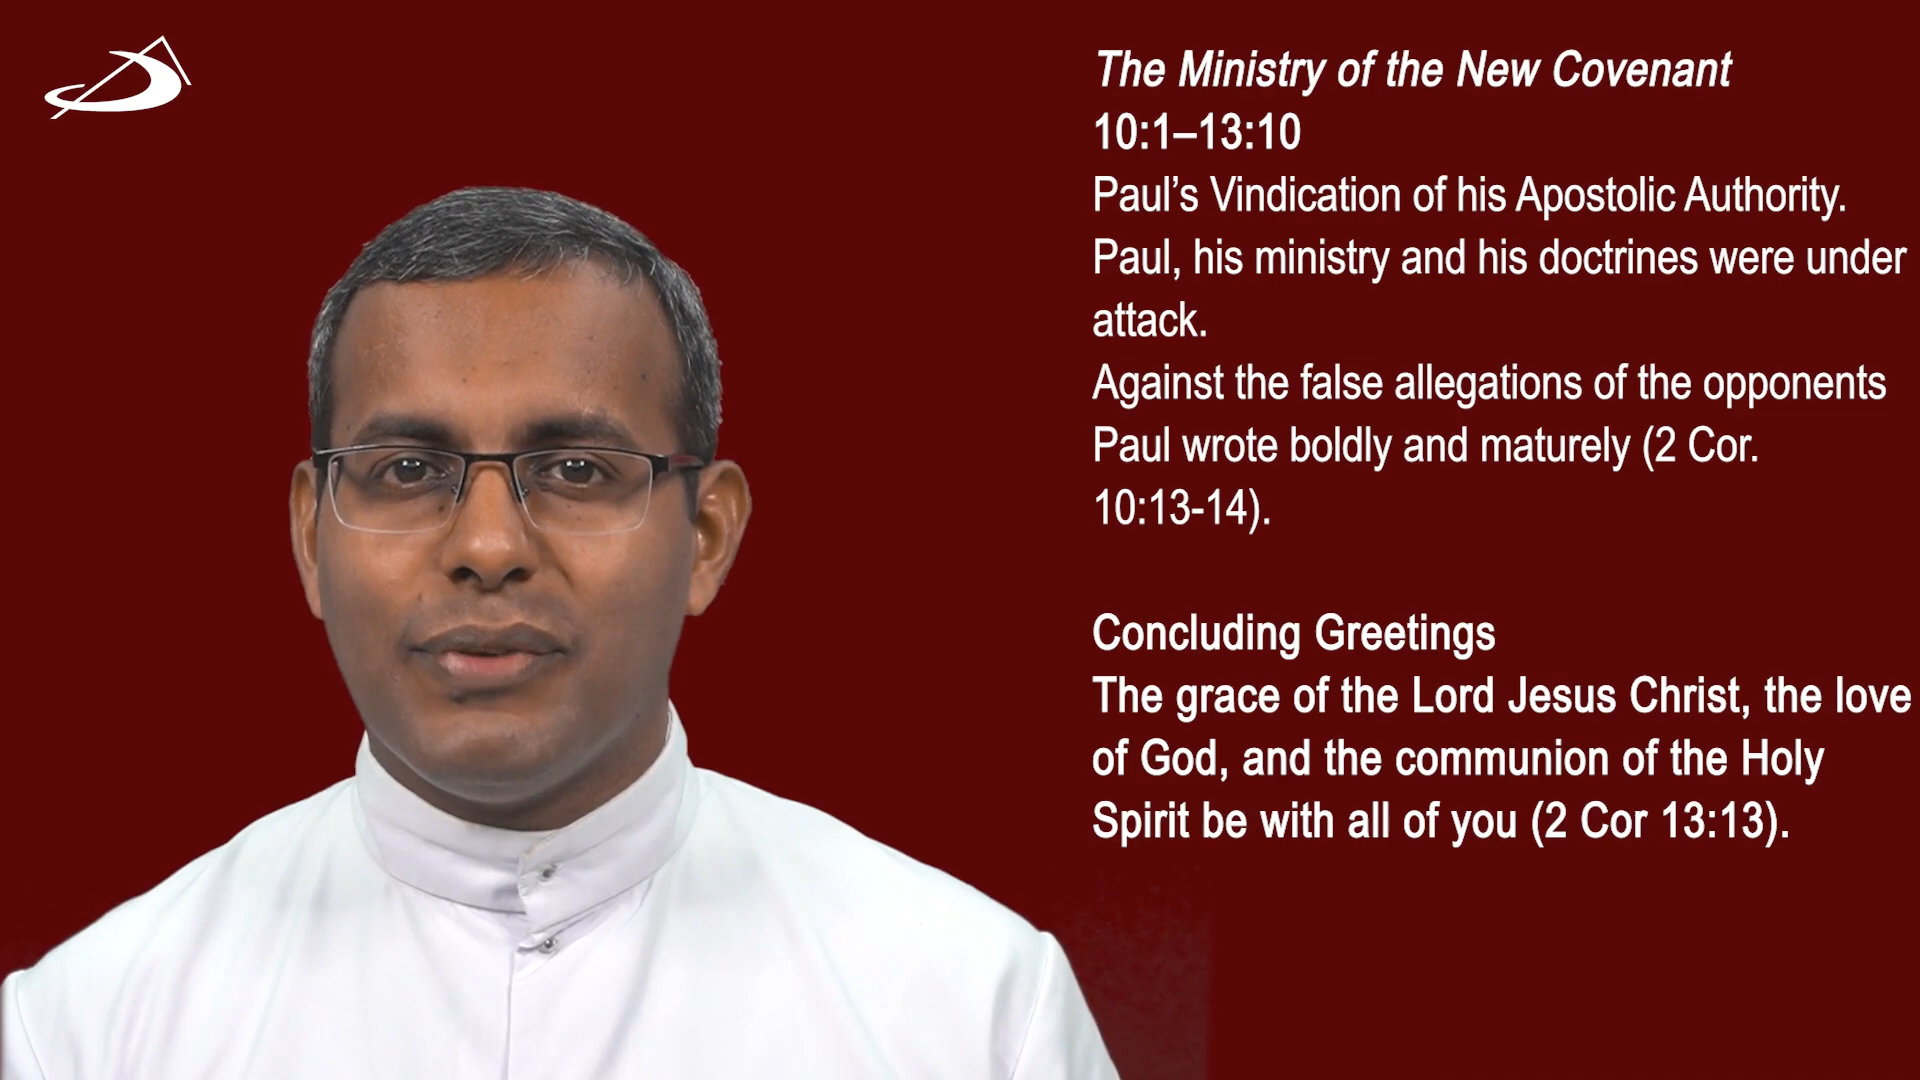 The Ministry of the New Covenant
10:1–13:10
Paul’s Vindication of his Apostolic Authority.
Paul, his ministry and his doctrines were under
attack.
Against the false allegations of the opponents
Paul wrote boldly and maturely (2 Cor.
10:13-14).
Concluding Greetings
The grace of the Lord Jesus Christ, the love
of God, and the communion of the Holy
Spirit be with all of you (2 Cor 13:13).